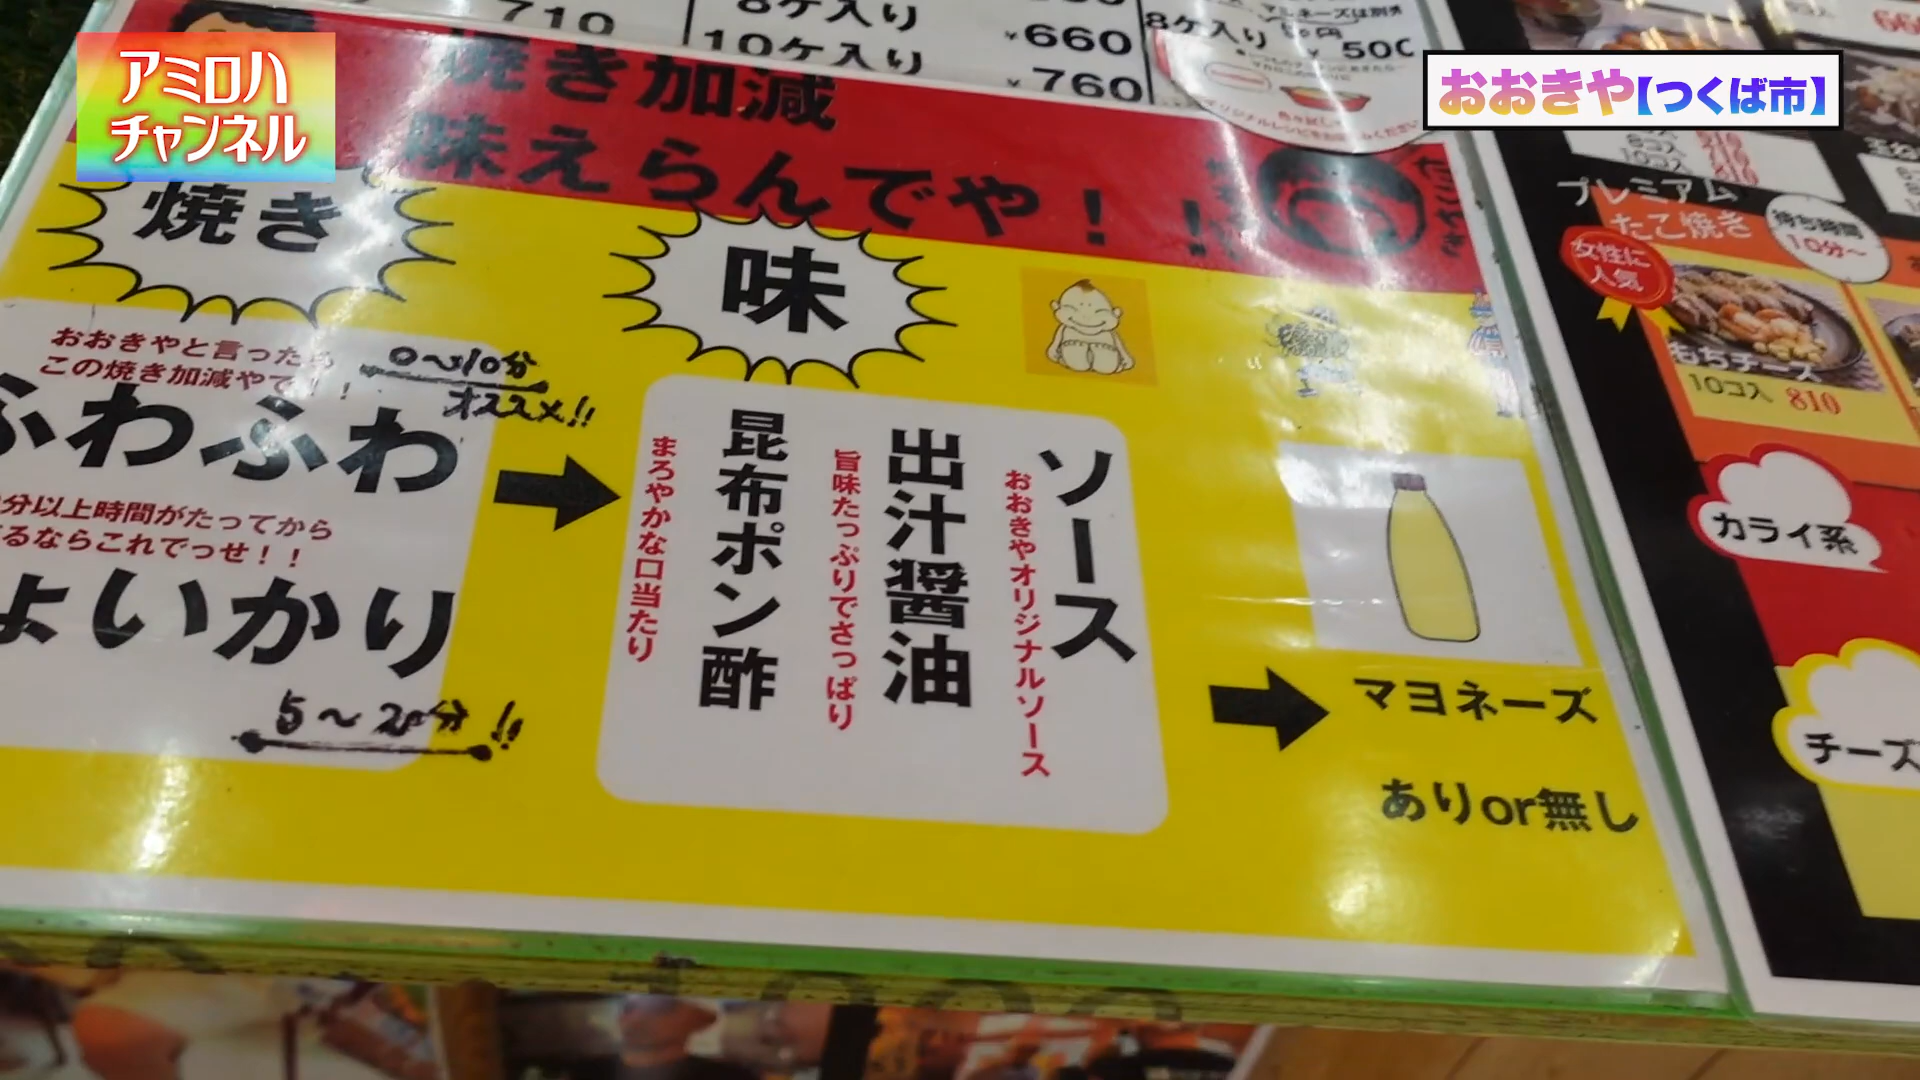 アミロハ
チャンネル
おおきや【つくば市】
710
8ケ入り
10ケ入り
¥660
¥760
8ケ入り
50円
¥500
焼き加減
味えらんでや！！
焼き
おおきやと言ったら
この焼き加減やで！！
0〜10分
オススメ!!
ふわふわ
分以上時間がたってから
るならこれでっせ！！
ょいかり
5〜20分!!
味
ソース
おおきやオリジナルソース
出汁醤油
旨味たっぷりでさっぱり
昆布ポン酢
まろやかな口当たり
マヨネーズ
ありor無し
プレミアム
たこ焼き
待ち時間
10分〜
女性に
人気
もちチーズ
10コ入 810
カライ系
チーズ